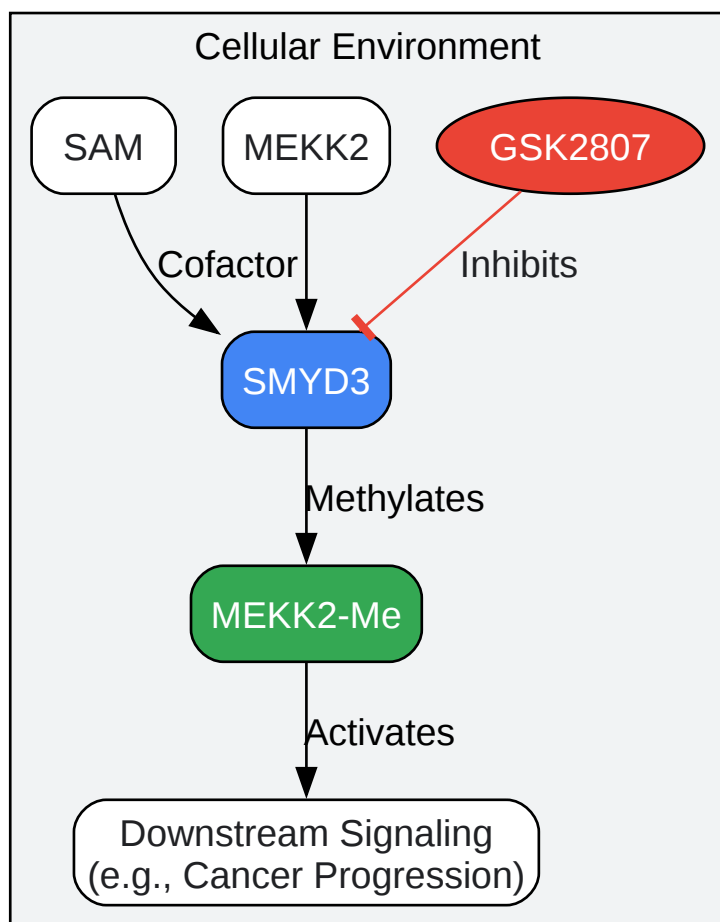 Cellular Environment
SAM
MEKK2
GSK2807
Cofactor
Inhibits
SMYD3
Methylates
MEKK2-Me
Activates
Downstream Signaling
(e.g., Cancer Progression)